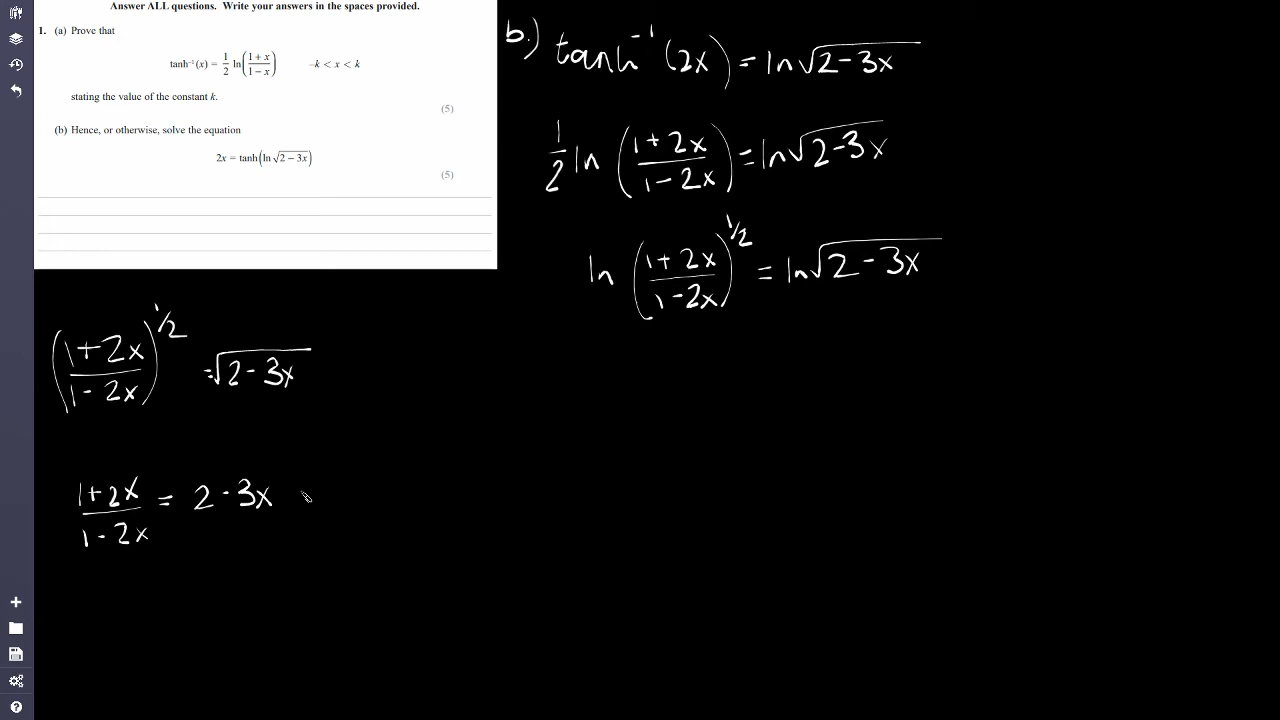 Answer ALL questions. Write your answers in the spaces provided.
1. (a) Prove that
tanh⁻¹(x) = 1/2 ln((1 + x)/(1 − x)) −k < x < k
stating the value of the constant k.
(5)
(b) Hence, or otherwise, solve the equation
2x = tanh(ln √(2 − 3x))
(5)
b.) tanh⁻¹(2x) = ln√(2 − 3x)
1/2 ln((1 + 2x)/(1 − 2x)) = ln√(2 − 3x)
ln((1 + 2x)/(1 − 2x))^(1/2) = ln√(2 − 3x)
((1 + 2x)/(1 − 2x))^(1/2) = √(2 − 3x)
(1 + 2x)/(1 − 2x) = 2 − 3x